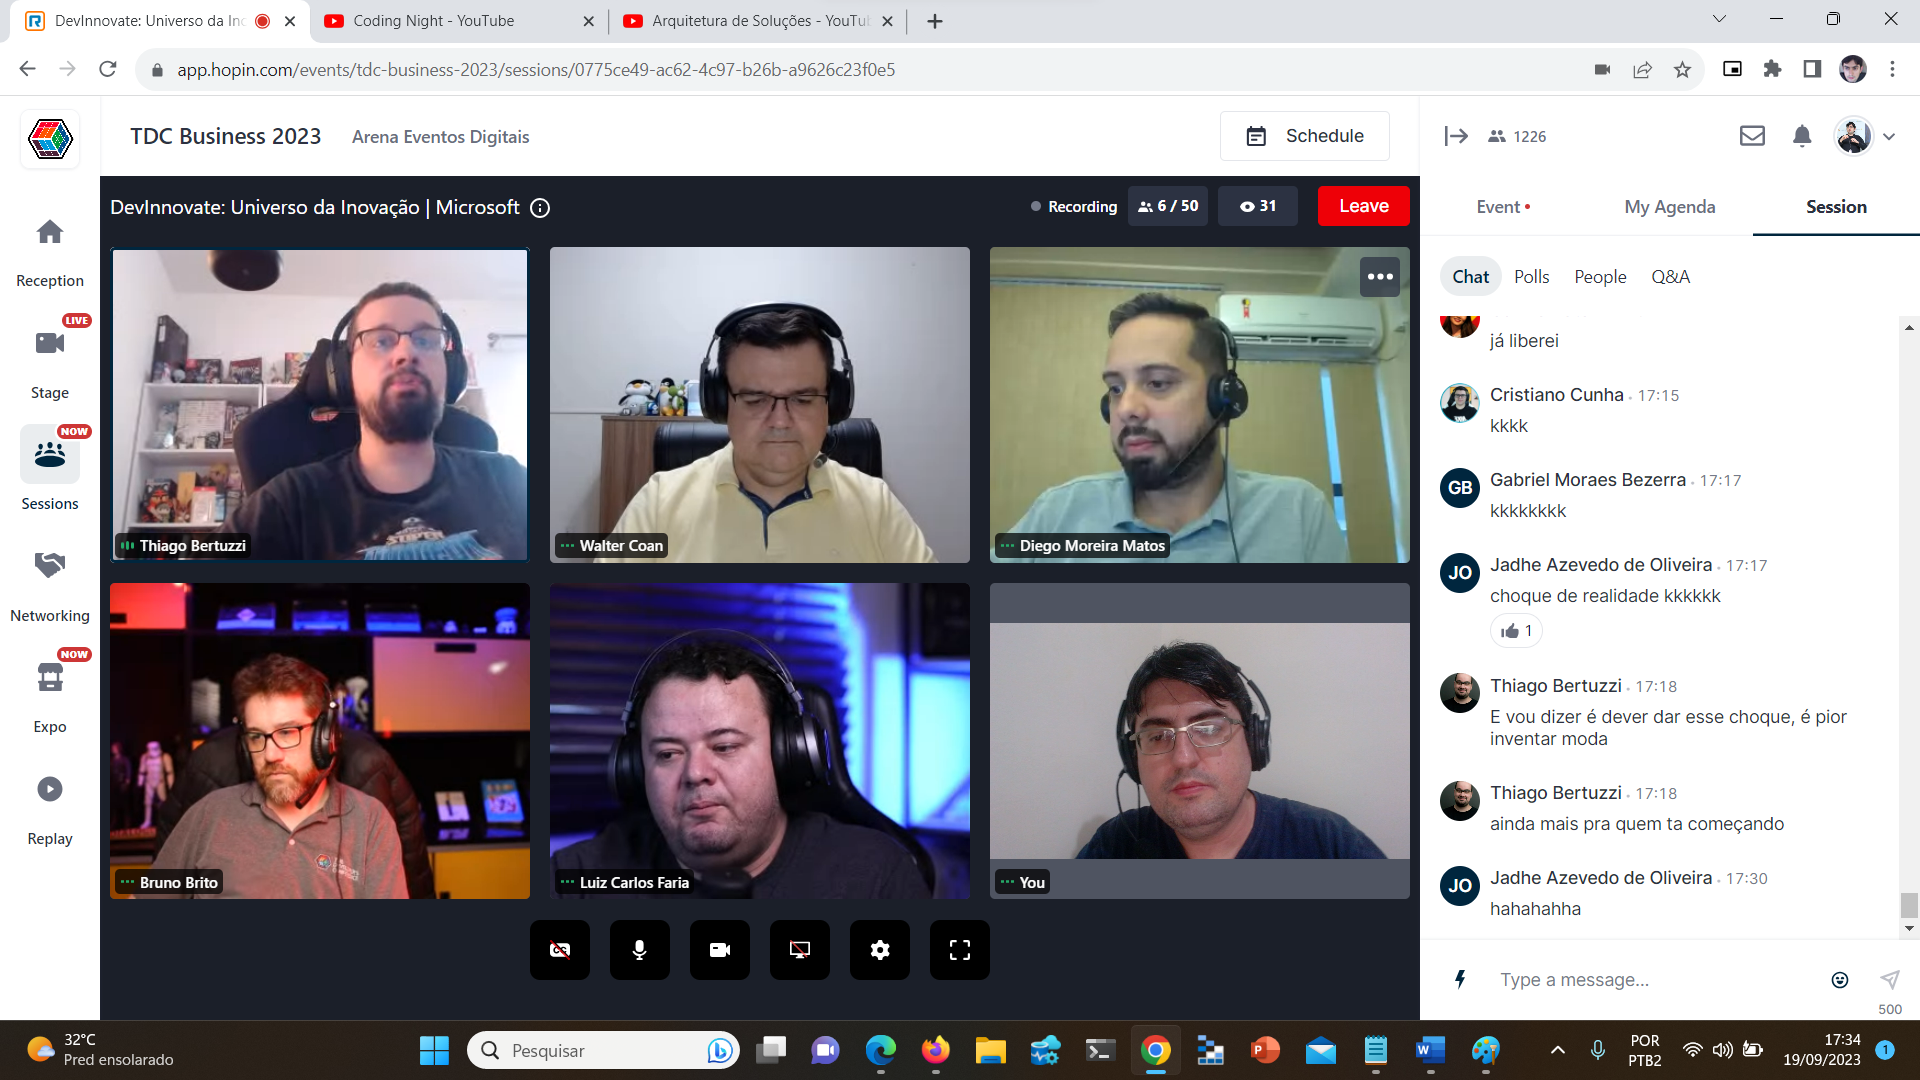 DevInnovate: Universo da In
Coding Night - YouTube
Arquitetura de Soluções - YouTu
app.hopin.com/events/tdc-business-2023/sessions/0775ce49-ac62-4c97-b26b-a9626c23f0e5
TDC Business 2023
Arena Eventos Digitais
Schedule
1226
Reception
LIVE
Stage
NOW
Sessions
Networking
NOW
Expo
Replay
DevInnovate: Universo da Inovação | Microsoft
Recording
6 / 50
31
Leave
Thiago Bertuzzi
Walter Coan
Diego Moreira Matos
Bruno Brito
Luiz Carlos Faria
You
Event
My Agenda
Session
Chat
Polls
People
Q&A
já liberei
Cristiano Cunha • 17:15
kkkk
GB
Gabriel Moraes Bezerra • 17:17
kkkkkkkk
JO
Jadhe Azevedo de Oliveira • 17:17
choque de realidade kkkkkk
1
Thiago Bertuzzi • 17:18
E vou dizer é dever dar esse choque, é pior
inventar moda
Thiago Bertuzzi • 17:18
ainda mais pra quem ta começando
JO
Jadhe Azevedo de Oliveira • 17:30
hahahahha
Type a message...
500
32°C
Pred ensolarado
Pesquisar
POR
PTB2
17:34
19/09/2023
1